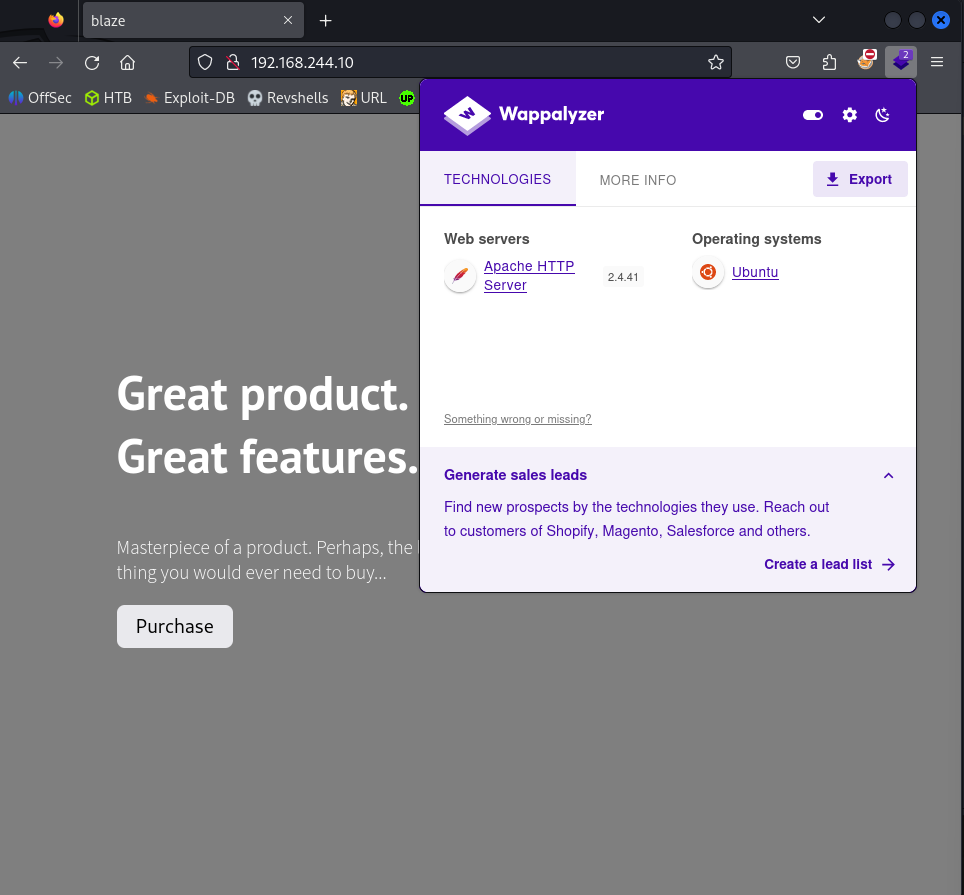 blaze
192.168.244.10
2
OffSec HTB Exploit-DB Revshells URL UP
Wappalyzer
TECHNOLOGIES MORE INFO Export
Web servers Operating systems
Apache HTTP
Server 2.4.41 Ubuntu
Something wrong or missing?
Generate sales leads
Find new prospects by the technologies they use. Reach out
to customers of Shopify, Magento, Salesforce and others.
Create a lead list
Great product.
Great features.
Masterpiece of a product. Perhaps, the
thing you would ever need to buy...
Purchase